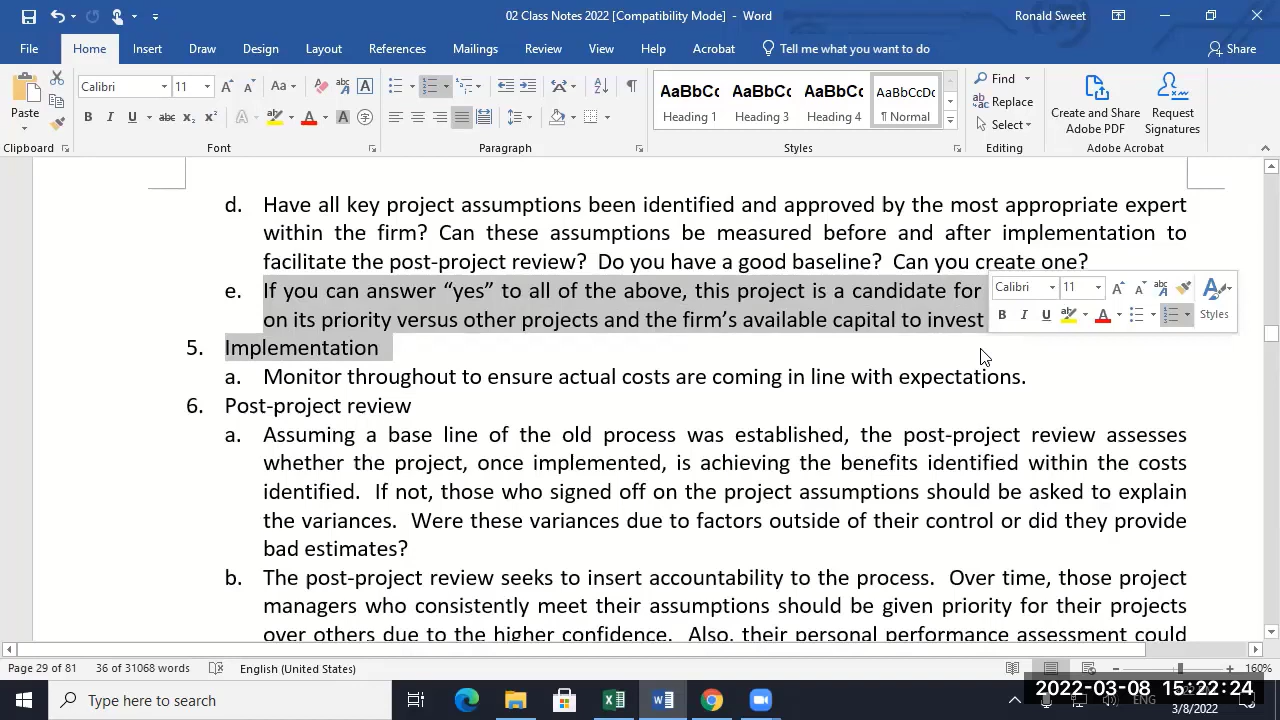 02 Class Notes 2022 [Compatibility Mode] - Word
Ronald Sweet
File Home Insert Draw Design Layout References Mailings Review View Help Acrobat Tell me what you want to do Share
Paste
Calibri 11
AaBbCc AaBbCc AaBbCc AaBbCcDc
Heading 1 Heading 3 Heading 4 ¶ Normal
Find
Replace
Select
Create and Share Adobe PDF
Request Signatures
Clipboard Font Paragraph Styles Editing Adobe Acrobat
d. Have all key project assumptions been identified and approved by the most appropriate expert
within the firm? Can these assumptions be measured before and after implementation to
facilitate the post-project review? Do you have a good baseline? Can you create one?
e. If you can answer “yes” to all of the above, this project is a candidate for
on its priority versus other projects and the firm’s available capital to invest
Calibri 11
Styles
5. Implementation
a. Monitor throughout to ensure actual costs are coming in line with expectations.
6. Post-project review
a. Assuming a base line of the old process was established, the post-project review assesses
whether the project, once implemented, is achieving the benefits identified within the costs
identified. If not, those who signed off on the project assumptions should be asked to explain
the variances. Were these variances due to factors outside of their control or did they provide
bad estimates?
b. The post-project review seeks to insert accountability to the process. Over time, those project
managers who consistently meet their assumptions should be given priority for their projects
over others due to the higher confidence. Also, their personal performance assessment could
Page 29 of 81 36 of 31068 words English (United States) 160%
Type here to search
ENG
2022-03-08 15:22:24
3/8/2022